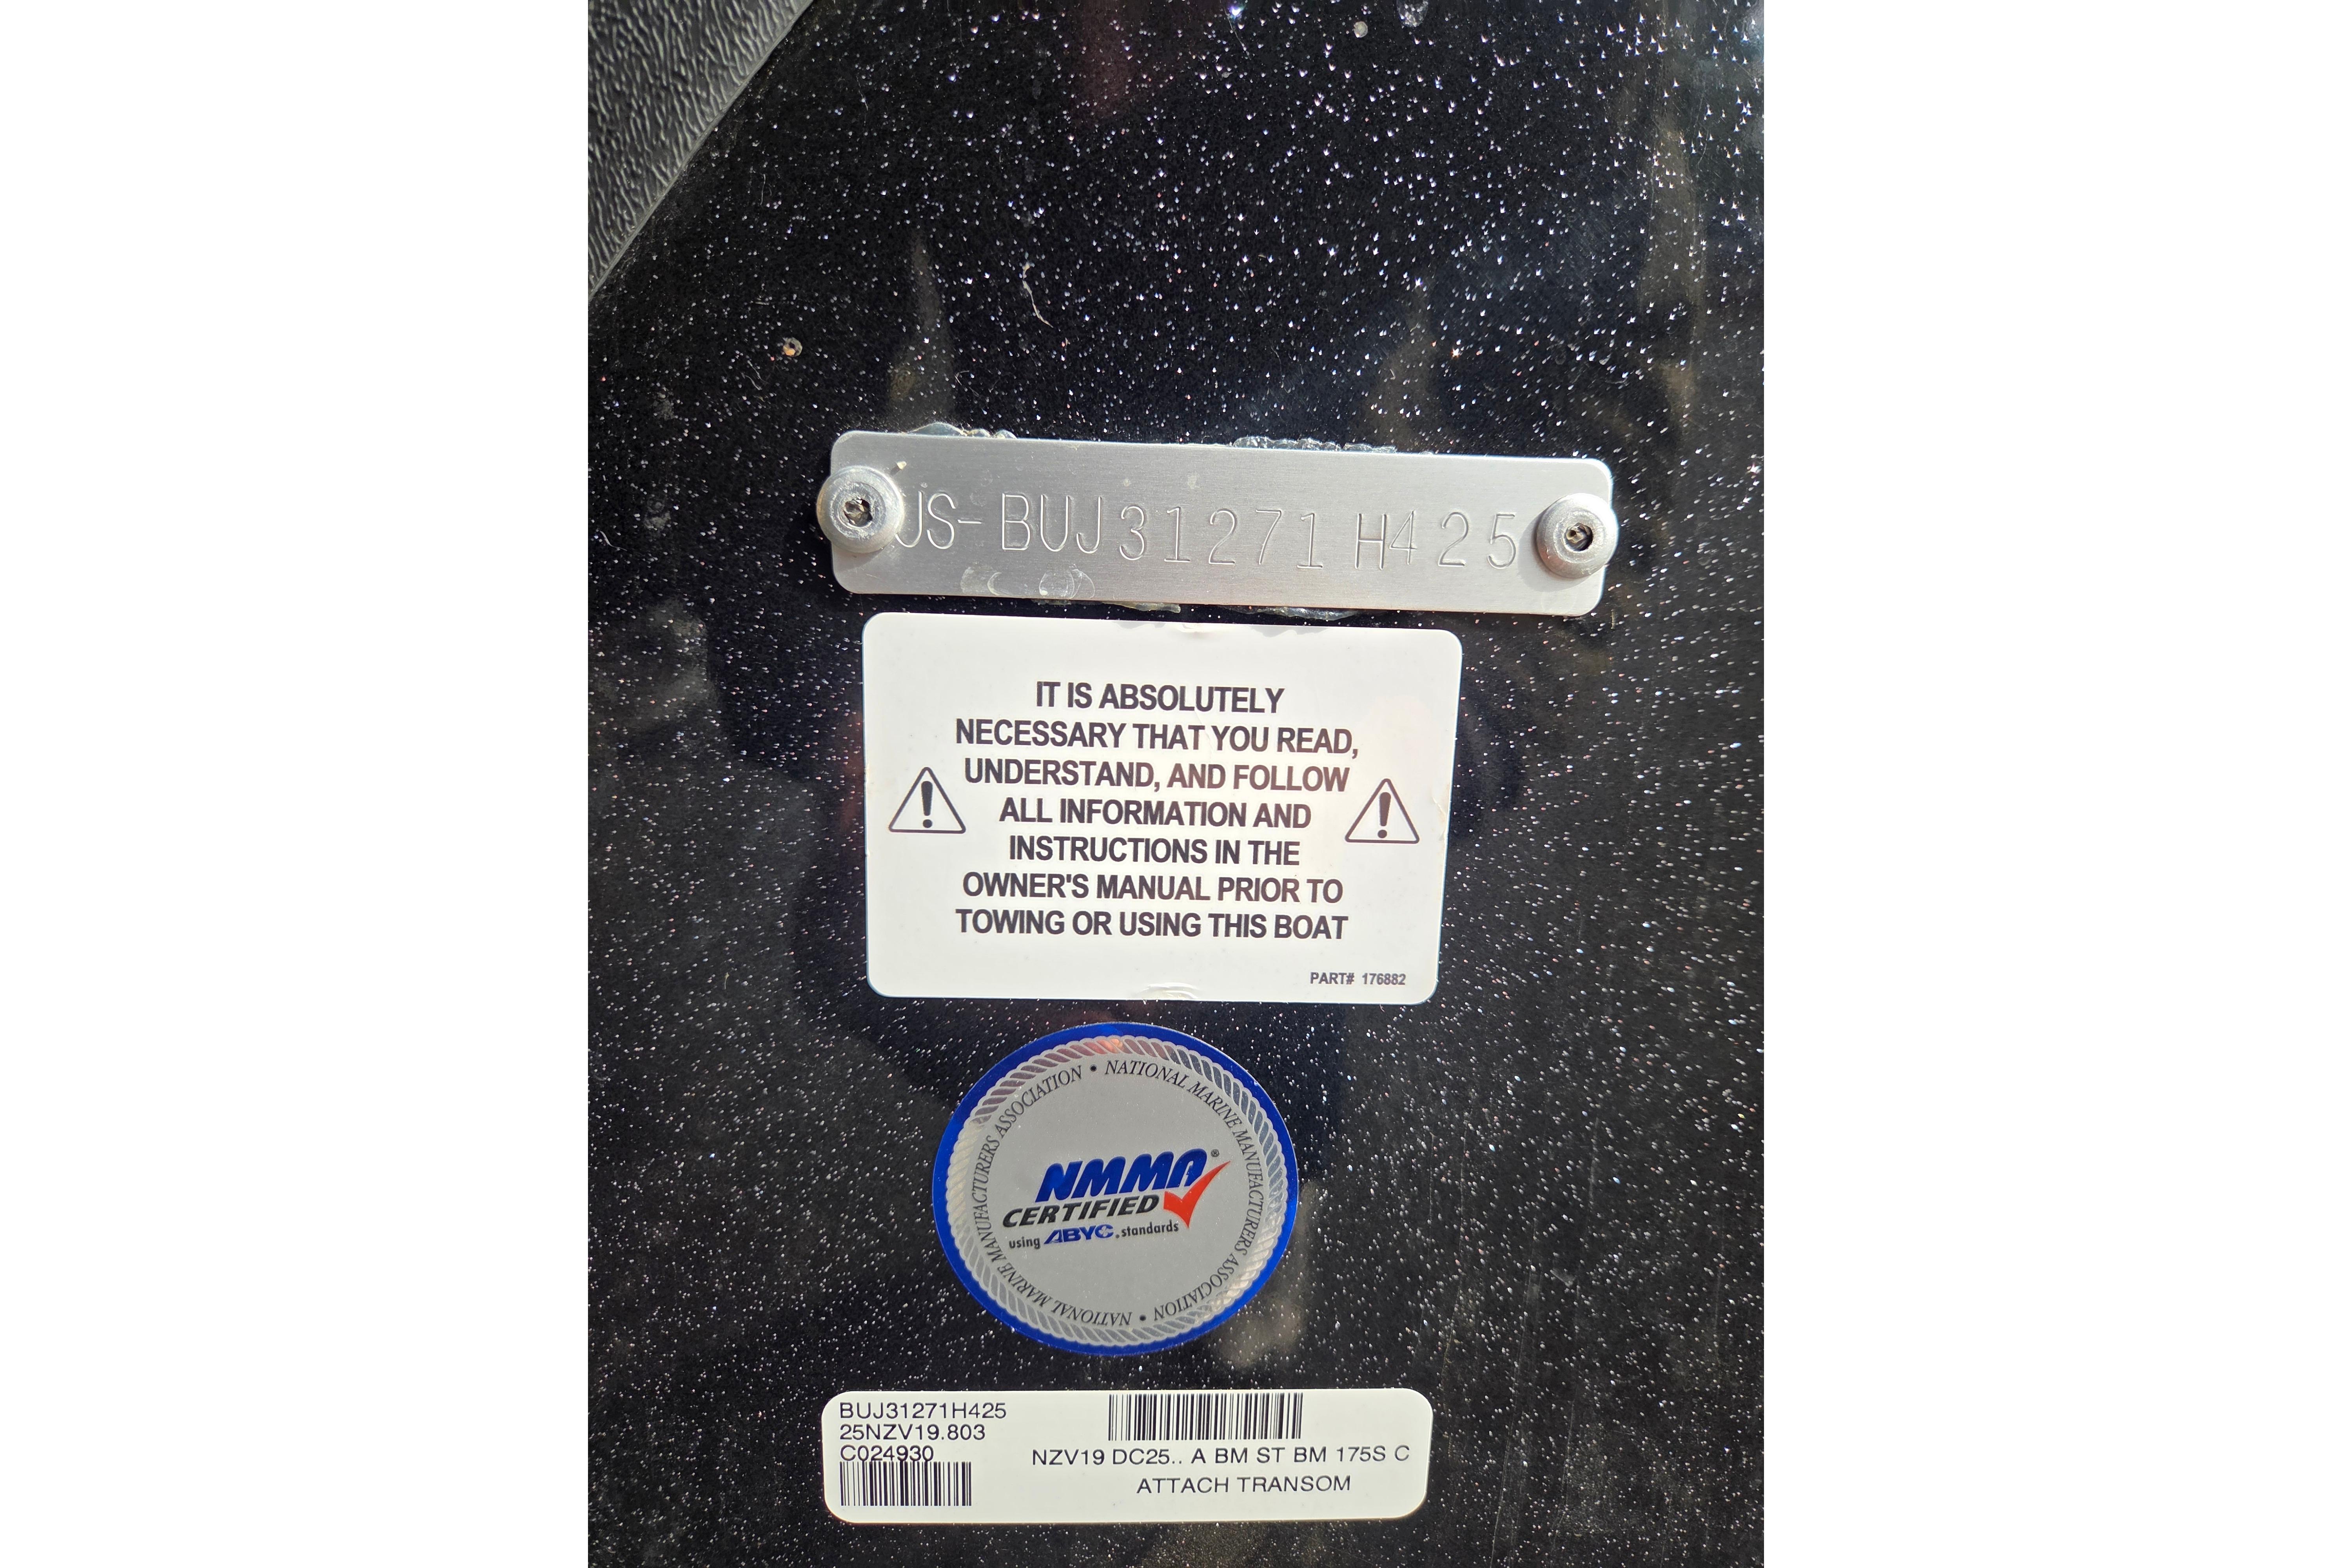 US-BUJ31271H425
IT IS ABSOLUTELY
NECESSARY THAT YOU READ,
UNDERSTAND, AND FOLLOW
ALL INFORMATION AND
INSTRUCTIONS IN THE
OWNER'S MANUAL PRIOR TO
TOWING OR USING THIS BOAT
PART# 176882
NATIONAL MARINE MANUFACTURERS ASSOCIATION • NATIONAL MARINE MANUFACTURERS ASSOCIATION •
NMMA®
CERTIFIED
using ABYC. standards
BUJ31271H425
25NZV19.803
C024930
NZV19 DC25.. A BM ST BM 175S C
ATTACH TRANSOM